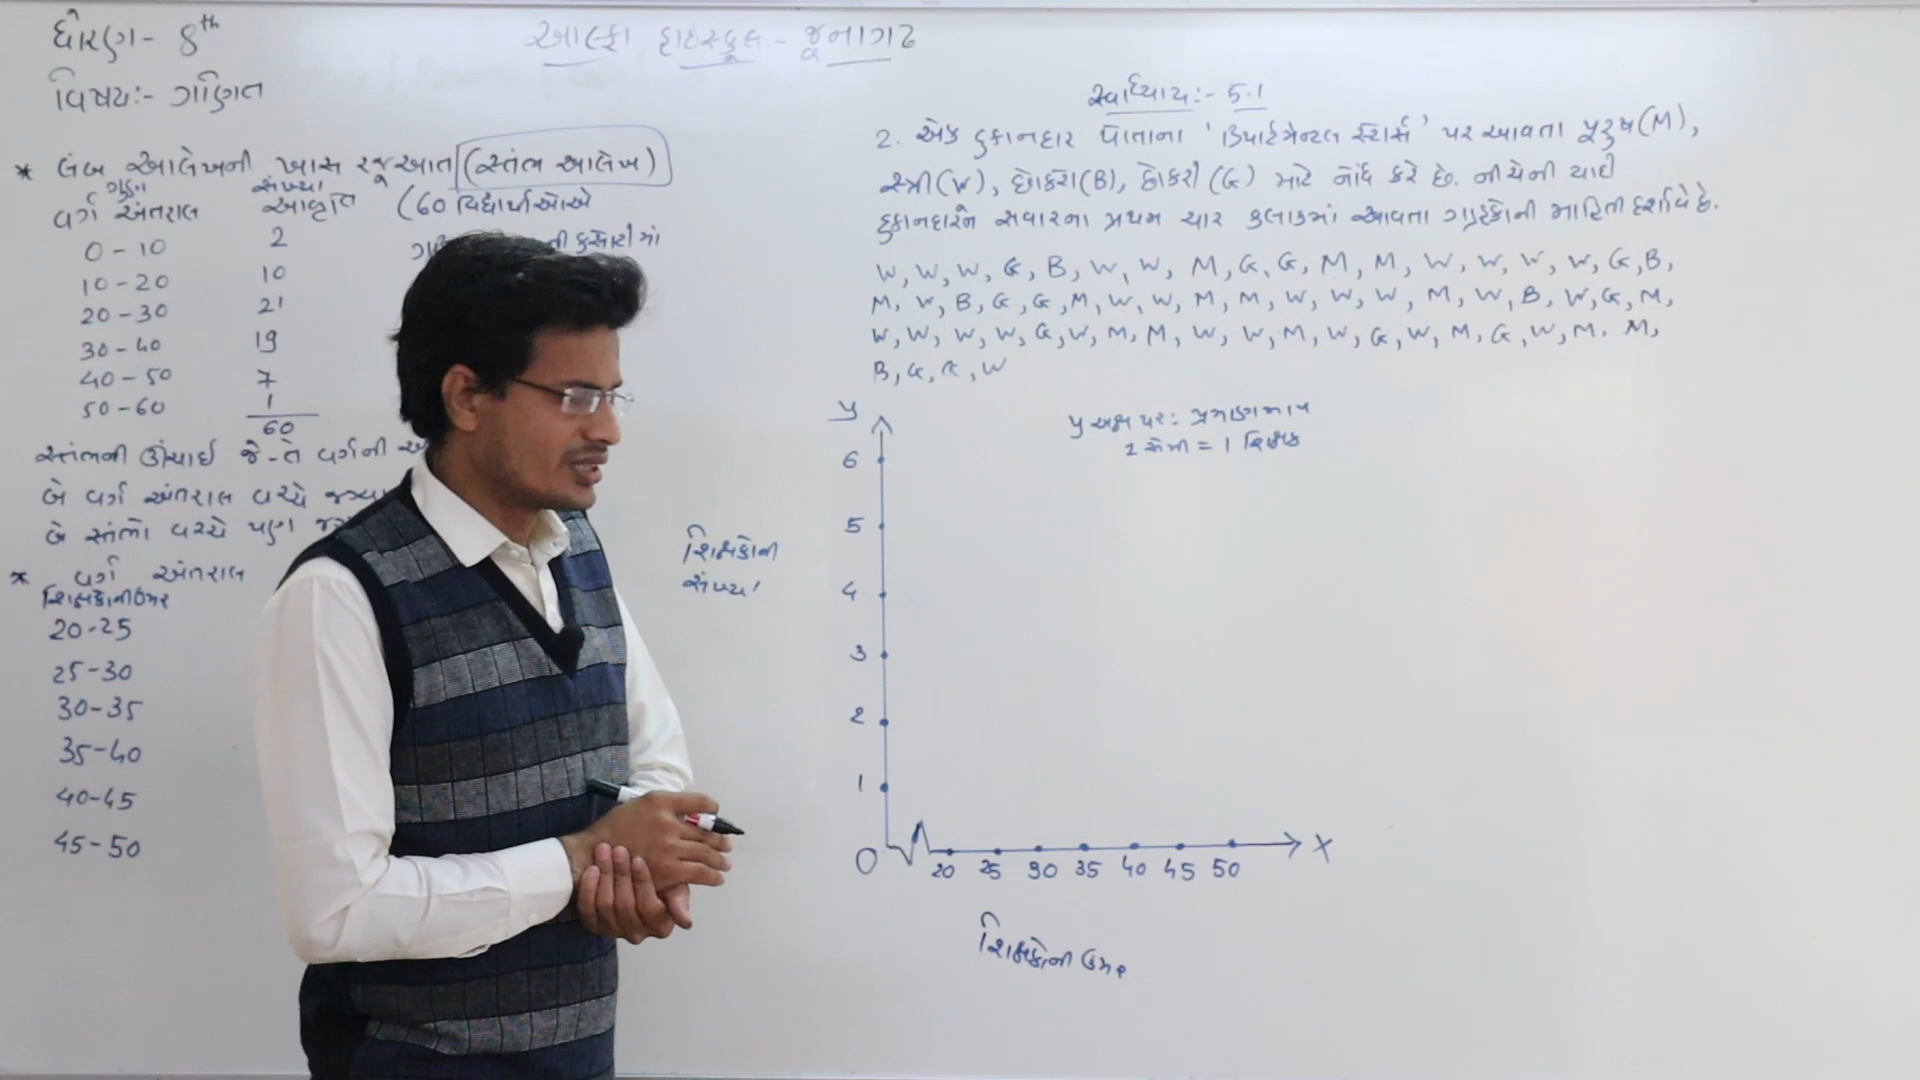 ધોરણ- 8th
વિષય:- ગણિત
આલ્ફા હાઇસ્કૂલ - જૂનાગઢ
* લંબ આલેખની ખાસ રજૂઆત (સ્તંભ આલેખ)
ગુણ સંખ્યા
વર્ગ અંતરાલ આવૃતિ (60 વિદ્યાર્થીઓએ
ની કસોટીમાં
0-10 2
10-20 10
20-30 21
30-40 19
40-50 7
50-60 1
60
સ્તંભની ઊંચાઈ જે-તે વર્ગની
બે વર્ગ અંતરાલ વચ્ચે
બે સ્તંભો વચ્ચે પણ
* વર્ગ અંતરાલ
શિક્ષકોની ઉંમર
20-25
25-30
30-35
35-40
40-45
45-50
સ્વાધ્યાય:- 5.1
2. એક દુકાનદાર પોતાના 'ડિપાર્ટમેન્ટલ સ્ટોર્સ' પર આવતા પુરુષ(M),
સ્ત્રી(W), છોકરો(B), છોકરી(G) માટે નોંધ કરે છે. નીચેની યાદી
દુકાનદારને સવારના પ્રથમ ચાર કલાકમાં આવતા ગ્રાહકોની માહિતી દર્શાવે છે.
W, W, W, G, B, W, W, M, G, G, M, M, W, W, W, W, G, B,
M, W, B, G, G, M, W, W, M, M, W, W, W, M, W, B, W, G, M,
W, W, W, W, G, W, M, M, W, W, M, W, G, W, M, G, W, M, M,
B, G, G, W
y
y અક્ષ પર: પ્રમાણમાપ
1 સેમી = 1 શિક્ષક
6
5
4
3
2
1
શિક્ષકોની
સંખ્યા
0 20 25 30 35 40 45 50 X
શિક્ષકોની ઉંમર